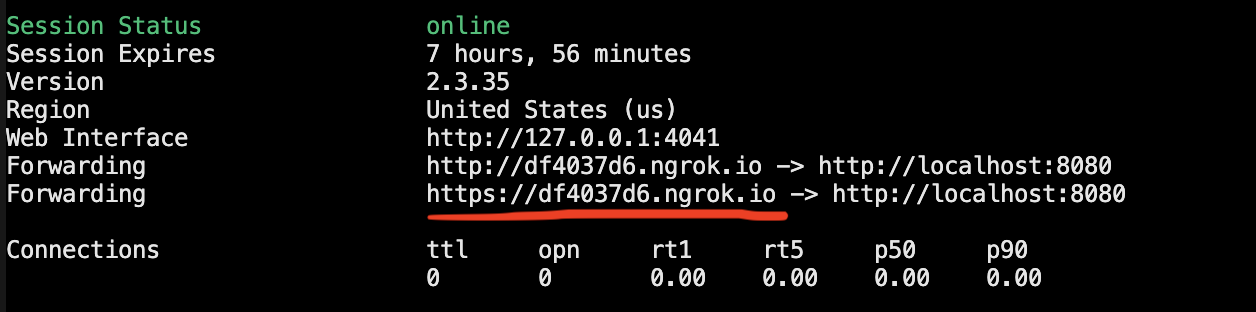 Session Status online
Session Expires 7 hours, 56 minutes
Version 2.3.35
Region United States (us)
Web Interface http://127.0.0.1:4041
Forwarding http://df4037d6.ngrok.io -> http://localhost:8080
Forwarding https://df4037d6.ngrok.io -> http://localhost:8080
Connections ttl opn rt1 rt5 p50 p90
0 0 0.00 0.00 0.00 0.00